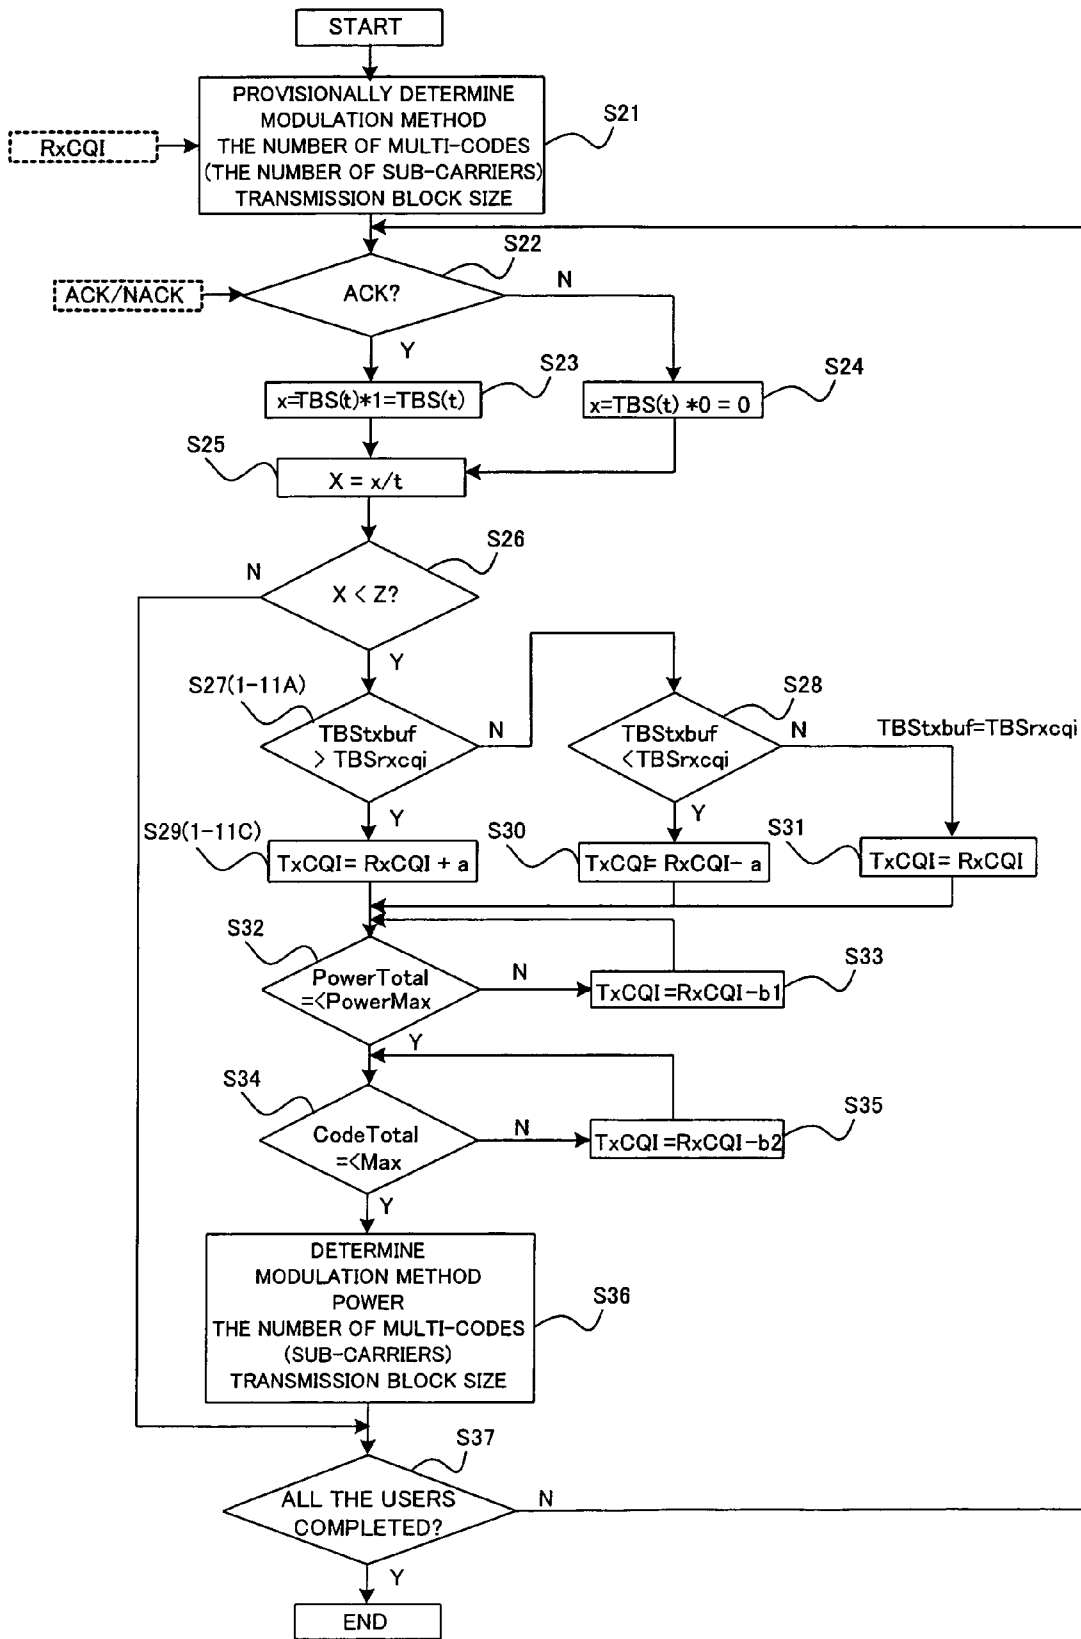 START
PROVISIONALLY DETERMINE
MODULATION METHOD
THE NUMBER OF MULTI-CODES
(THE NUMBER OF SUB-CARRIERS)
TRANSMISSION BLOCK SIZE
S21
RxCQI
S22
ACK/NACK
ACK?
N
Y
S23
x=TBS(t)*1=TBS(t)
S24
x=TBS(t) *0 = 0
S25
X = x/t
S26
N
X < Z?
Y
S27(1-11A)
TBStxbuf
> TBSrxcqi
N
S28
TBStxbuf
<TBSrxcqi
N
TBStxbuf=TBSrxcqi
Y
Y
S29(1-11C)
TxCQI= RxCQI + a
S30
TxCQI= RxCQI- a
S31
TxCQI= RxCQI
S32
PowerTotal
=<PowerMax
N
S33
TxCQI=RxCQI-b1
Y
S34
CodeTotal
=<Max
N
S35
TxCQI=RxCQI-b2
Y
DETERMINE
MODULATION METHOD
POWER
THE NUMBER OF MULTI-CODES
(SUB-CARRIERS)
TRANSMISSION BLOCK SIZE
S36
S37
ALL THE USERS
COMPLETED?
N
Y
END